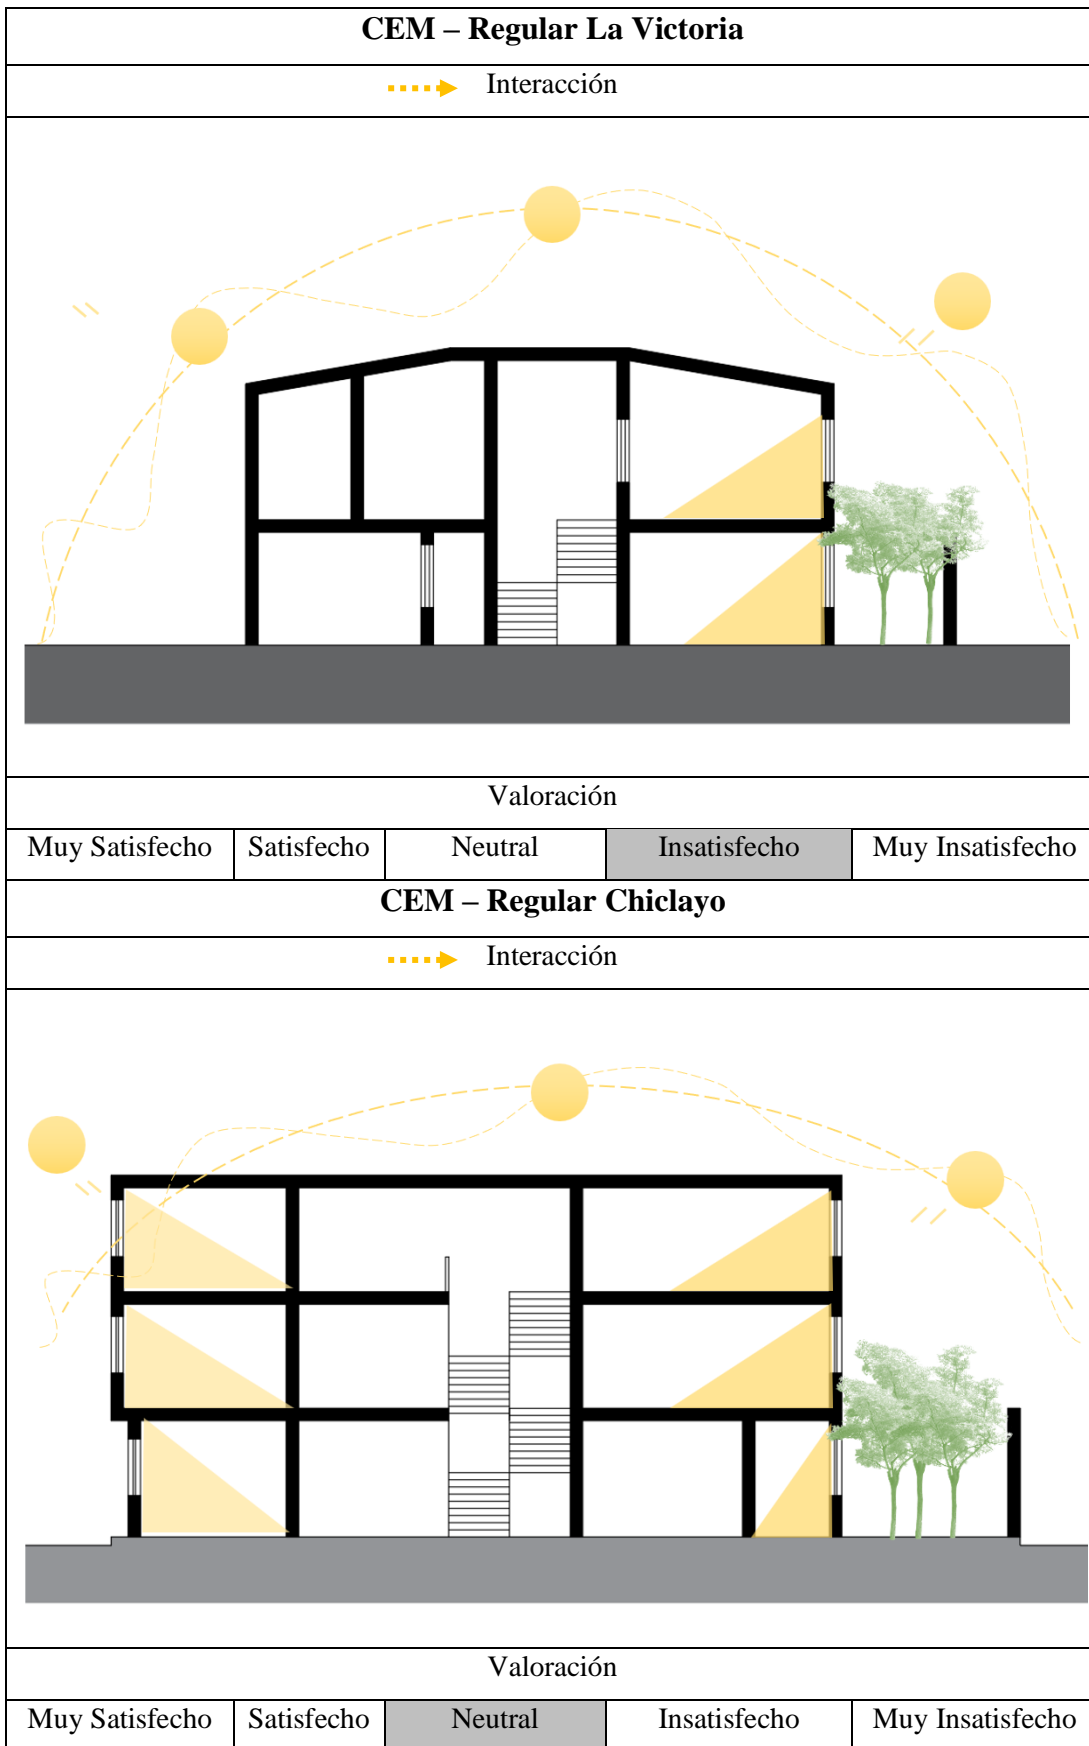 CEM – Regular La Victoria
Interacción
Valoración
Muy Satisfecho Satisfecho Neutral Insatisfecho Muy Insatisfecho
CEM – Regular Chiclayo
Interacción
Valoración
Muy Satisfecho Satisfecho Neutral Insatisfecho Muy Insatisfecho